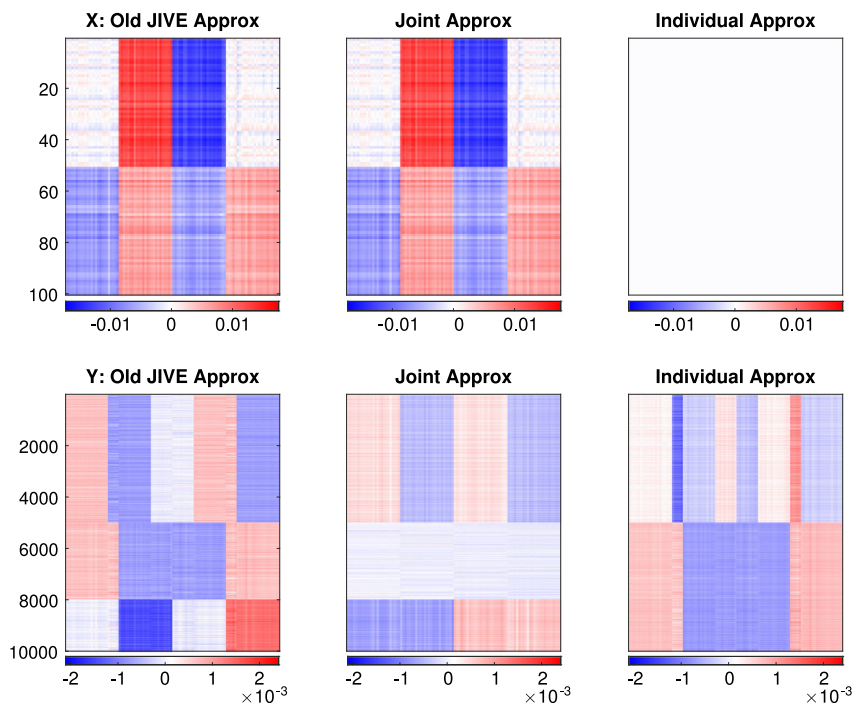 X: Old JIVE Approx
Joint Approx
Individual Approx
20
40
60
80
100
-0.01 0 0.01
-0.01 0 0.01
-0.01 0 0.01
Y: Old JIVE Approx
Joint Approx
Individual Approx
2000
4000
6000
8000
10000
-2 -1 0 1 2
×10⁻³
-2 -1 0 1 2
×10⁻³
-2 -1 0 1 2
×10⁻³